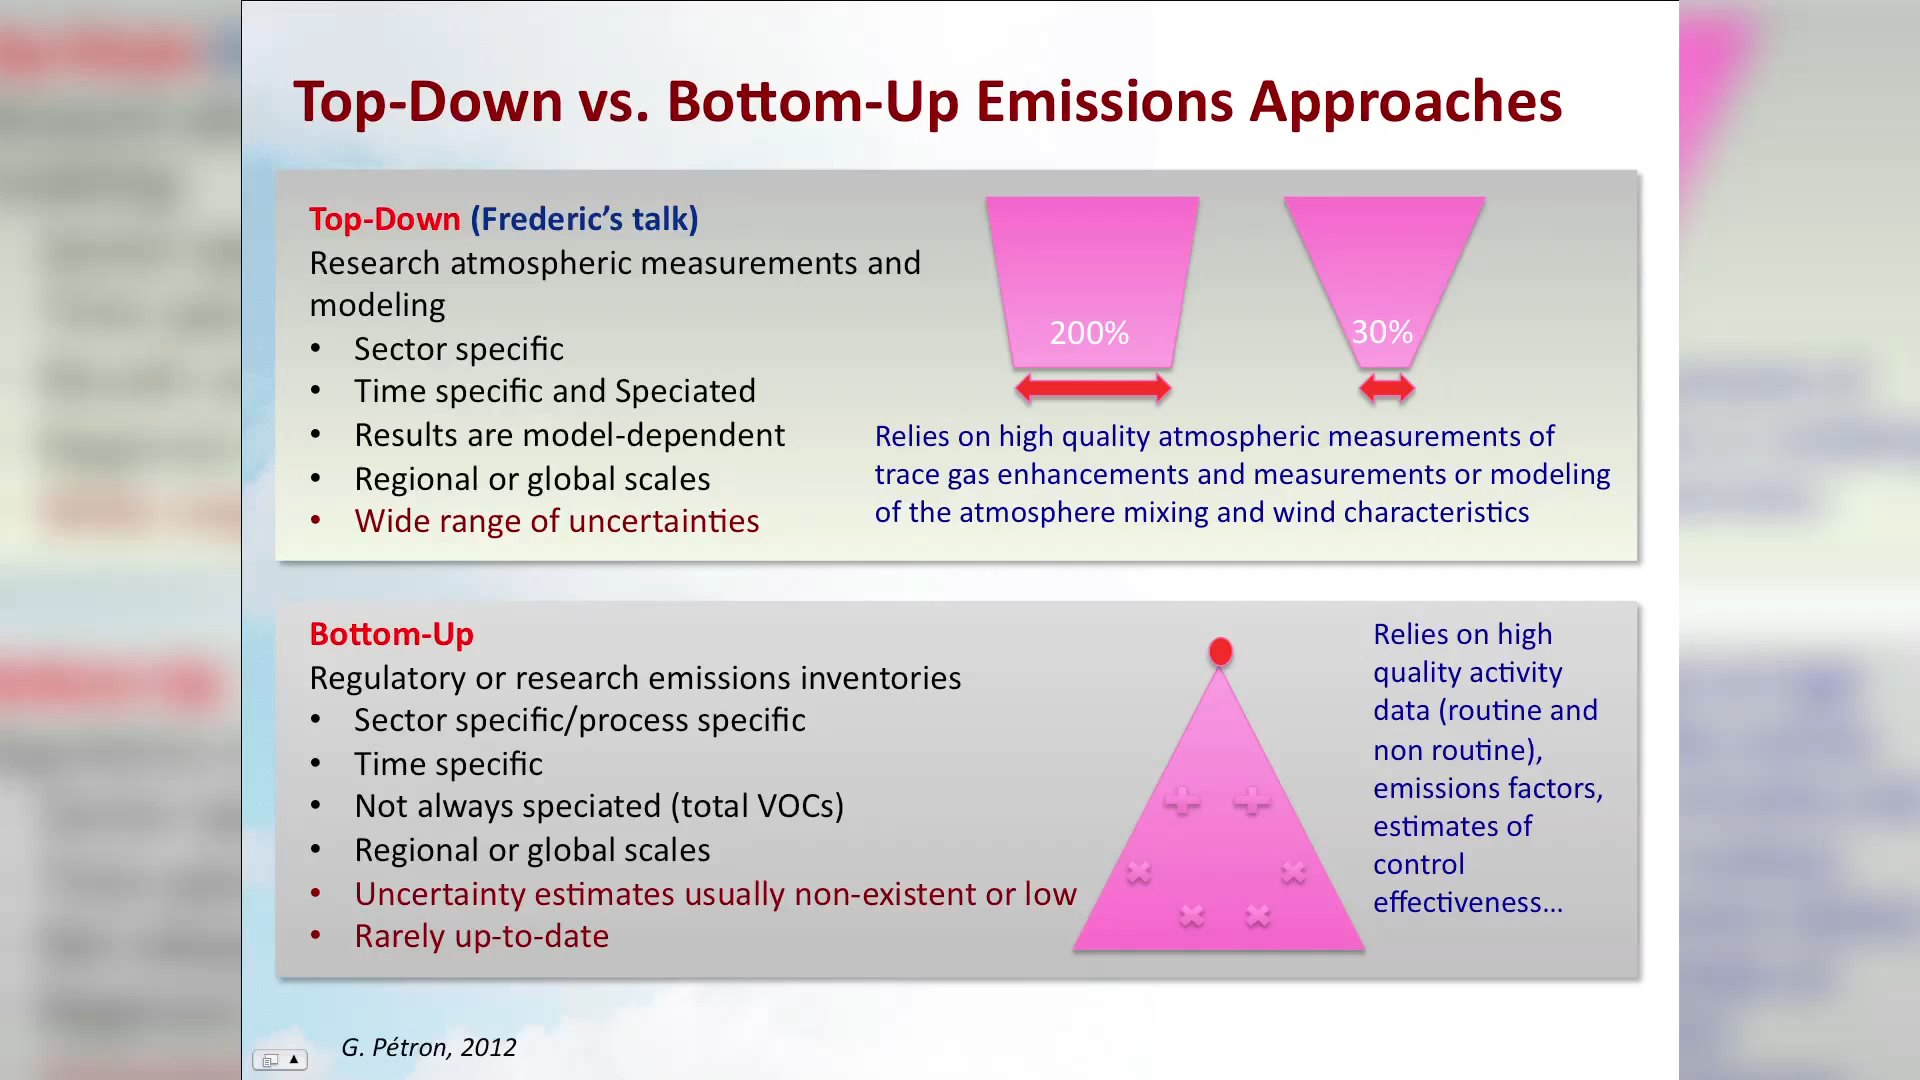 Top-Down vs. Bottom-Up Emissions Approaches
Top-Down (Frederic’s talk)
Research atmospheric measurements and
modeling
• Sector specific
• Time specific and Speciated
• Results are model-dependent
• Regional or global scales
• Wide range of uncertainties
200%
30%
Relies on high quality atmospheric measurements of
trace gas enhancements and measurements or modeling
of the atmosphere mixing and wind characteristics
Bottom-Up
Regulatory or research emissions inventories
• Sector specific/process specific
• Time specific
• Not always speciated (total VOCs)
• Regional or global scales
• Uncertainty estimates usually non-existent or low
• Rarely up-to-date
Relies on high
quality activity
data (routine and
non routine),
emissions factors,
estimates of
control
effectiveness...
G. Pétron, 2012